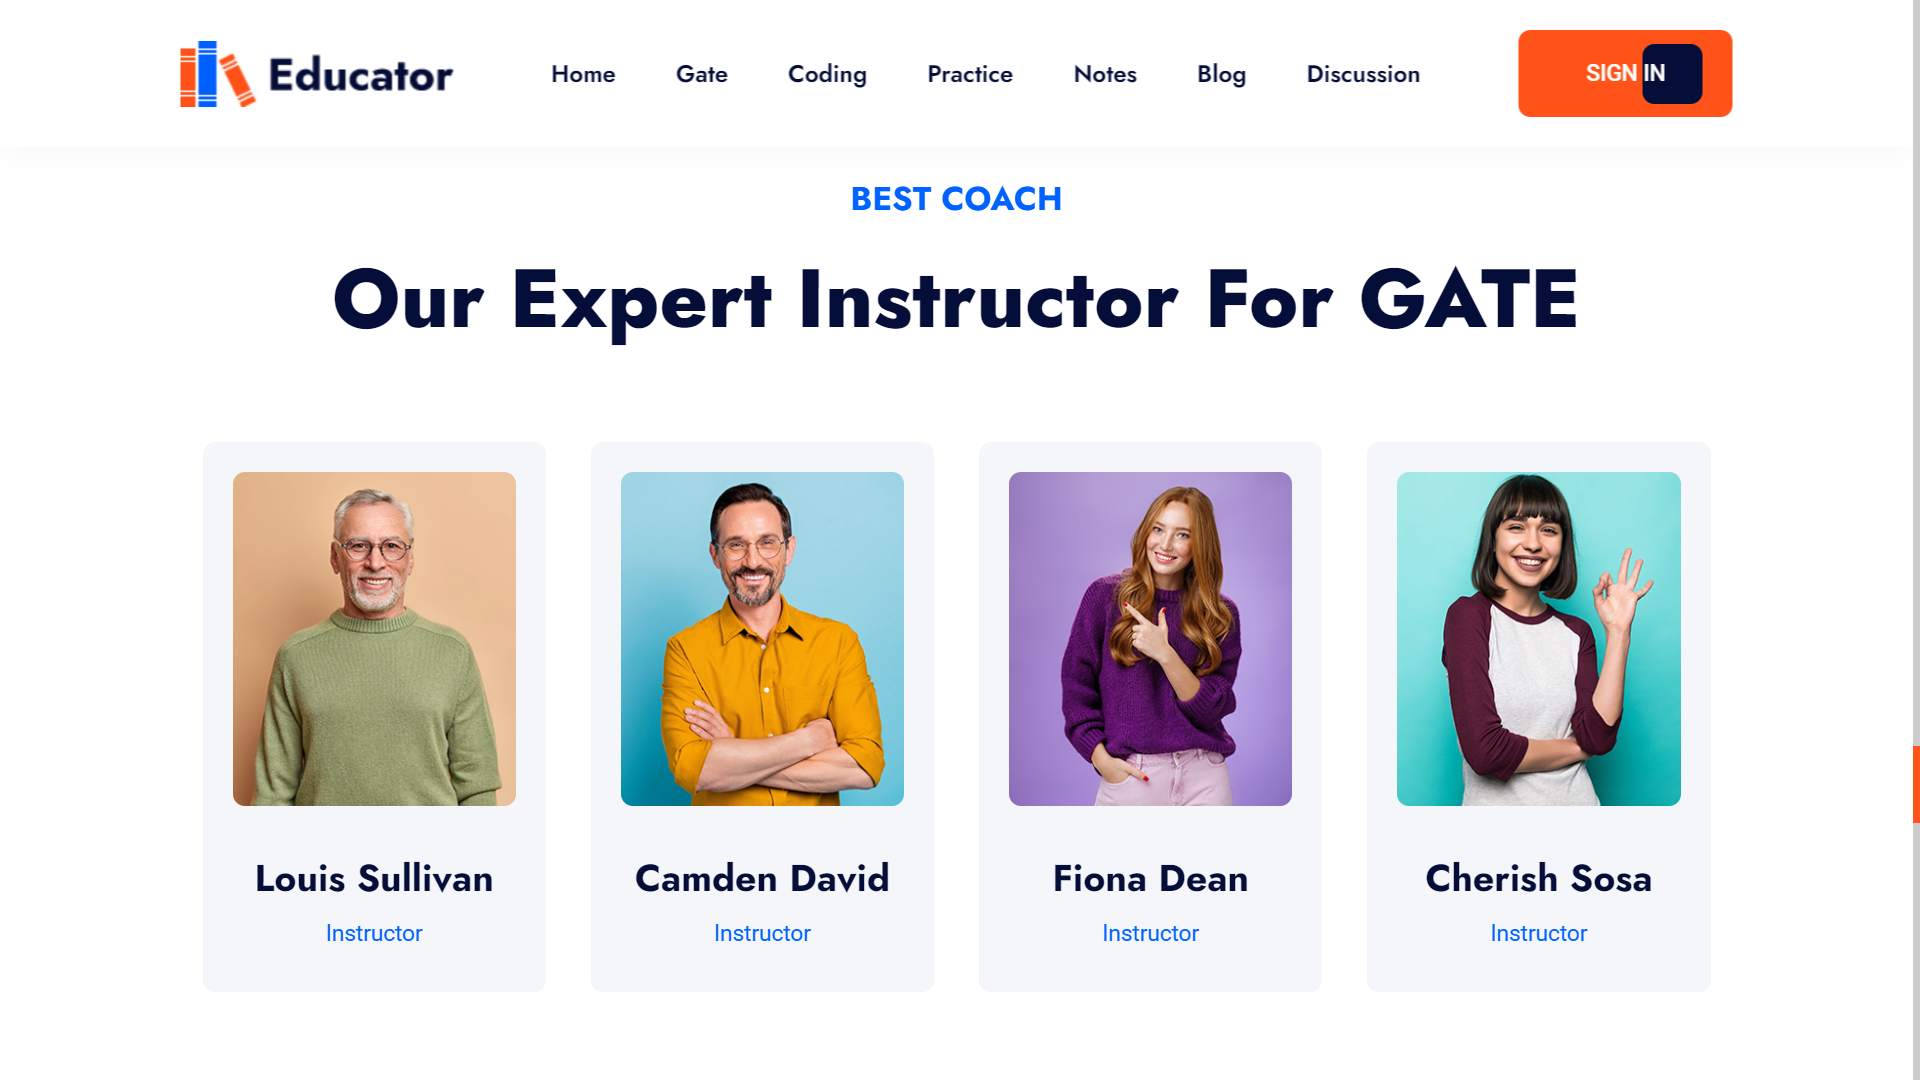 Educator
Home Gate Coding Practice Notes Blog Discussion
SIGN IN
BEST COACH
Our Expert Instructor For GATE
Louis Sullivan
Instructor
Camden David
Instructor
Fiona Dean
Instructor
Cherish Sosa
Instructor